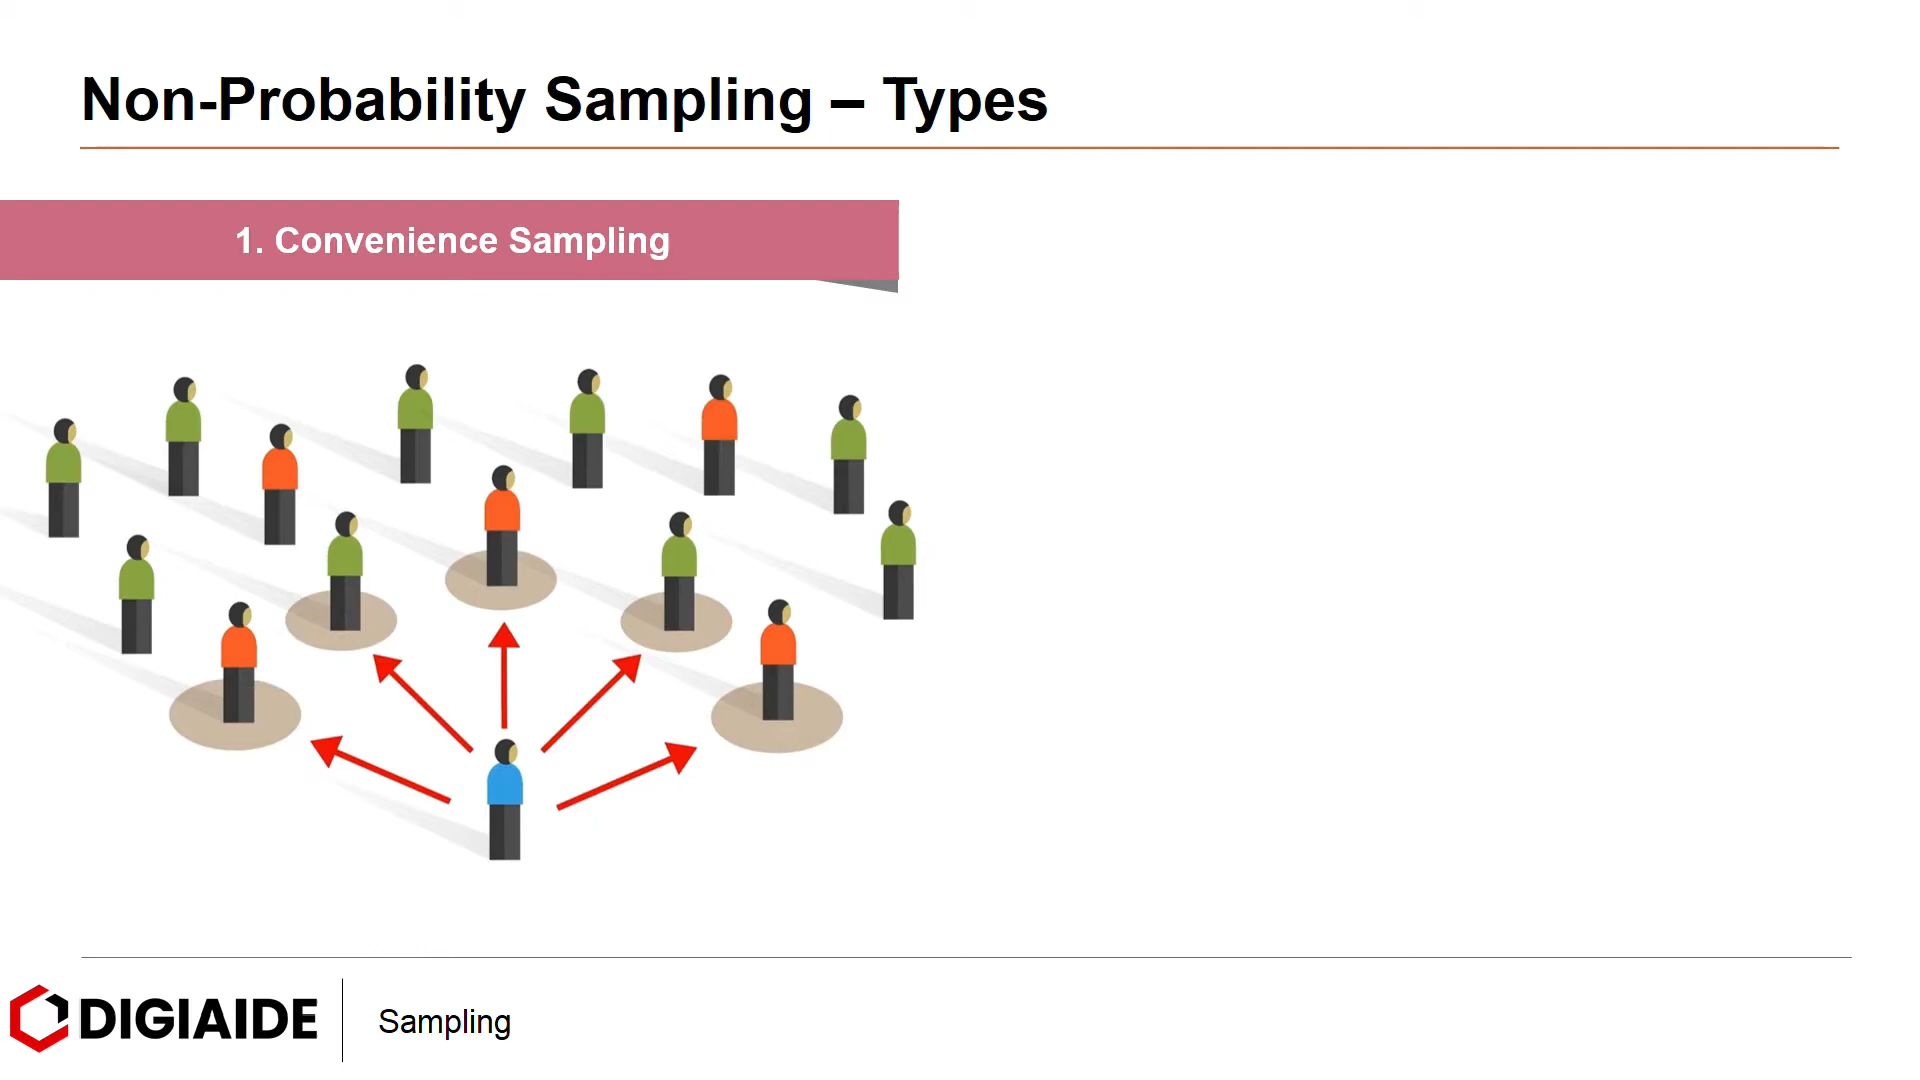 Non-Probability Sampling – Types
1. Convenience Sampling
DIGIAIDE
Sampling